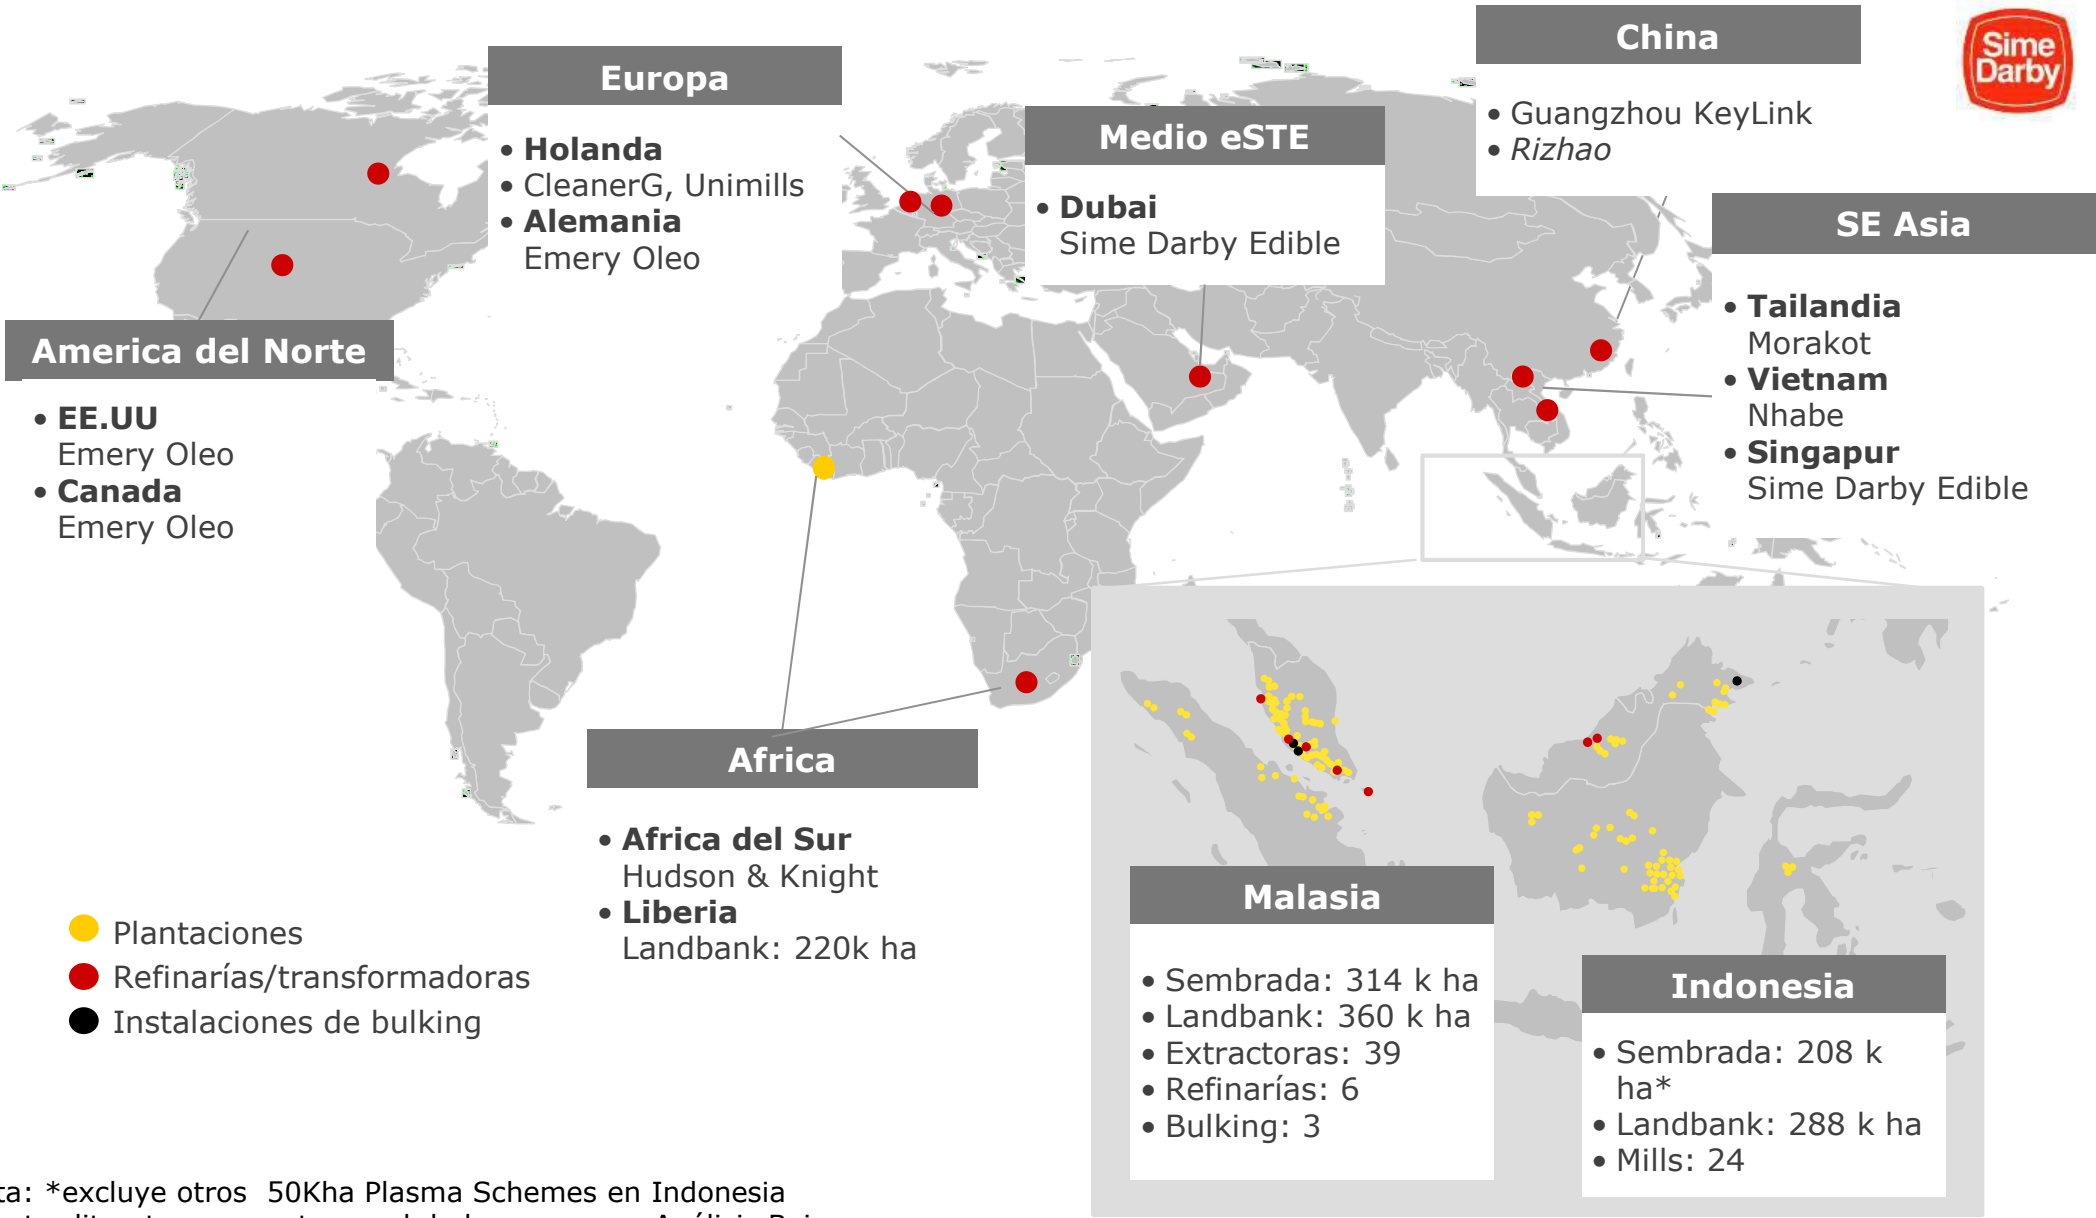 China
Sime
Darby
Europa
• Guangzhou KeyLink
• Rizhao
Medio eSTE
• Holanda
• CleanerG, Unimills
• Alemania
Emery Oleo
• Dubai
Sime Darby Edible
SE Asia
• Tailandia
Morakot
• Vietnam
Nhabe
• Singapur
Sime Darby Edible
America del Norte
• EE.UU
Emery Oleo
• Canada
Emery Oleo
Africa
• Africa del Sur
Hudson & Knight
• Liberia
Landbank: 220k ha
Plantaciones
Refinarías/transformadoras
Instalaciones de bulking
Malasia
• Sembrada: 314 k ha
• Landbank: 360 k ha
• Extractoras: 39
• Refinarías: 6
• Bulking: 3
Indonesia
• Sembrada: 208 k
ha*
• Landbank: 288 k ha
• Mills: 24
ta: *excluye otros 50Kha Plasma Schemes en Indonesia